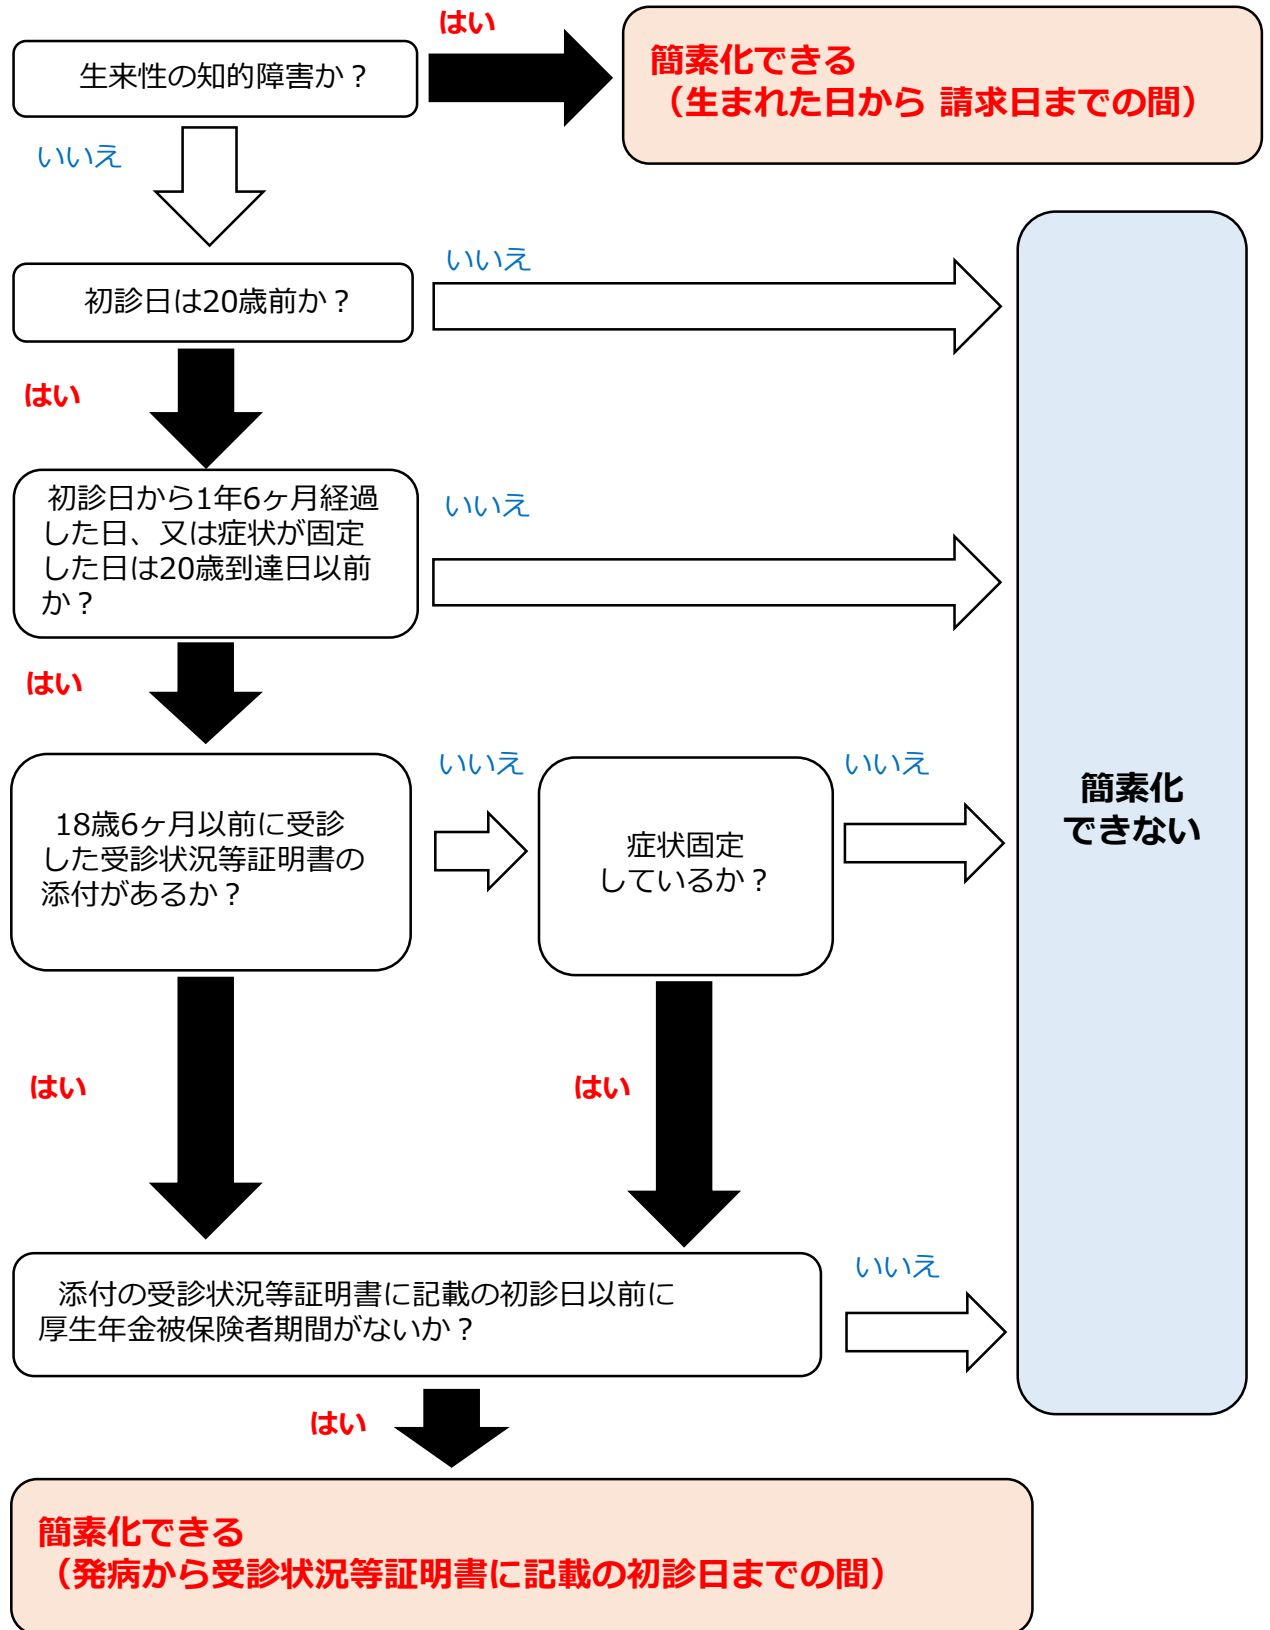 はい
生来性の知的障害か？
簡素化できる
（生まれた日から 請求日までの間）
いいえ
初診日は20歳前か？
いいえ
はい
初診日から1年6ヶ月経過
した日、又は症状が固定
した日は20歳到達日以前
か？
いいえ
はい
18歳6ヶ月以前に受診
した受診状況等証明書の
添付があるか？
いいえ
症状固定
しているか？
いいえ
簡素化
できない
はい
はい
添付の受診状況等証明書に記載の初診日以前に
厚生年金被保険者期間がないか？
いいえ
はい
簡素化できる
（発病から受診状況等証明書に記載の初診日までの間）